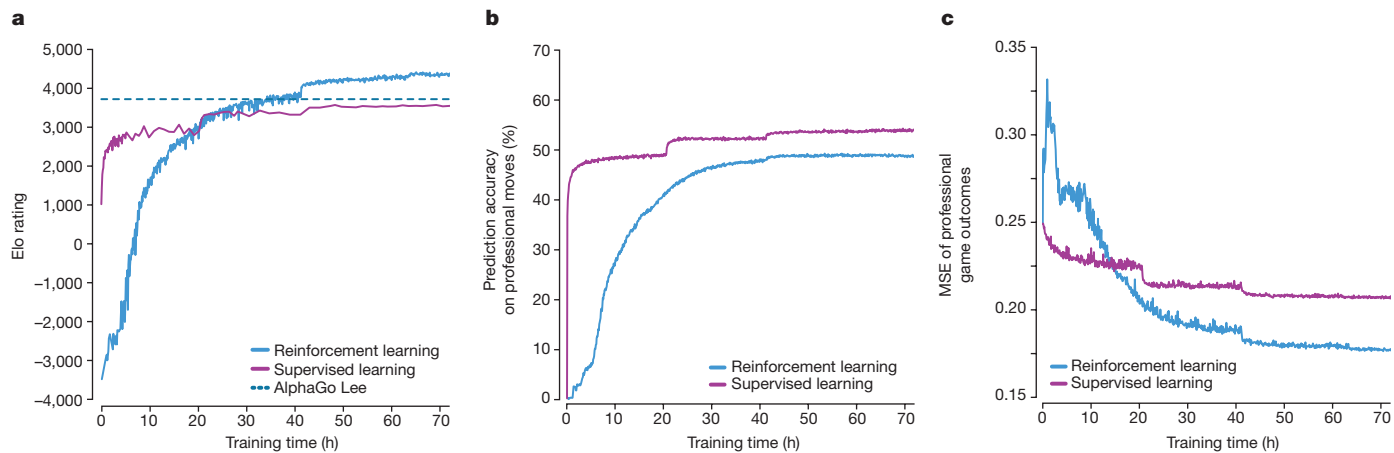 a
5,000
4,000
3,000
2,000
1,000
0
–1,000
–2,000
–3,000
–4,000
Elo rating
0 10 20 30 40 50 60 70
Training time (h)
Reinforcement learning
Supervised learning
AlphaGo Lee
b
70
60
50
40
30
20
10
0
Prediction accuracy
on professional moves (%)
0 10 20 30 40 50 60 70
Training time (h)
Reinforcement learning
Supervised learning
c
0.35
0.30
0.25
0.20
0.15
MSE of professional
game outcomes
0 10 20 30 40 50 60 70
Training time (h)
Reinforcement learning
Supervised learning